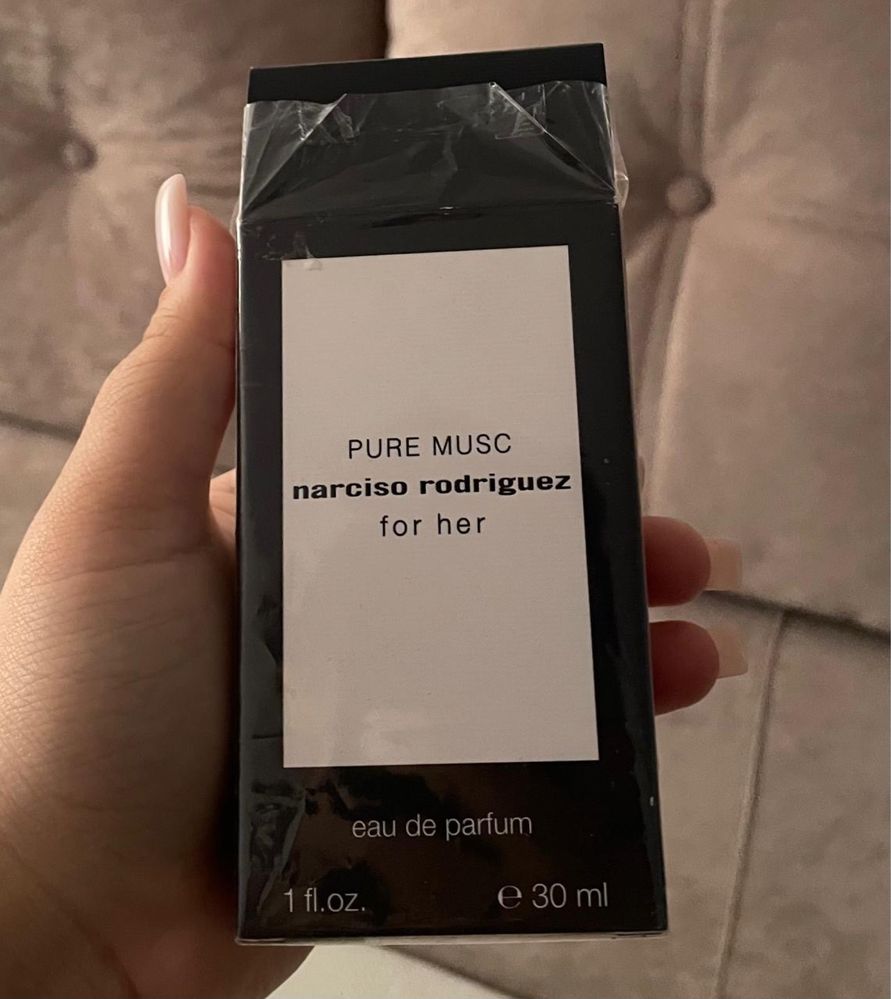 PURE MUSC
narciso rodriguez
for her
eau de parfum
1 fl.oz. ℮ 30 ml